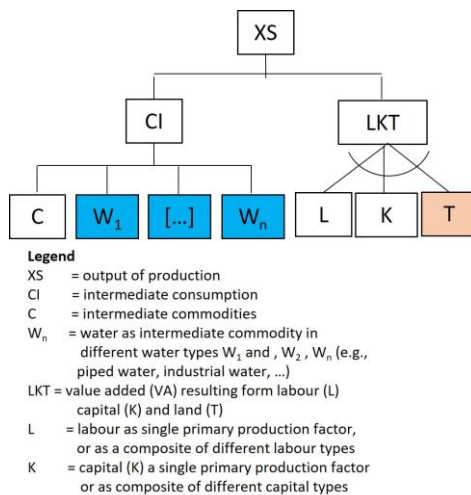 XS
CI
LKT
C
W1
[...]
Wn
L
K
T
Legend
XS = output of production
CI = intermediate consumption
C = intermediate commodities
Wn = water as intermediate commodity in
different water types W1 and , W2 , Wn (e.g.,
piped water, industrial water, ...)
LKT = value added (VA) resulting form labour (L)
capital (K) and land (T)
L = labour as single primary production factor,
or as a composite of different labour types
K = capital (K) a single primary production factor
or as composite of different capital types